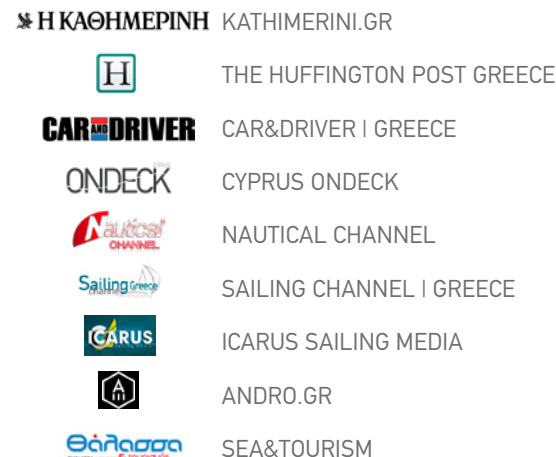 Η ΚΑΘΗΜΕΡΙΝΗ KATHIMERINI.GR
H THE HUFFINGTON POST GREECE
CAR AND DRIVER CAR&DRIVER | GREECE
ONDECK CYPRUS ONDECK
Nautical CHANNEL NAUTICAL CHANNEL
Sailing Greece channel SAILING CHANNEL | GREECE
ICARUS ICARUS SAILING MEDIA
ANDRO.GR
θάλασσα SEA&TOURISM